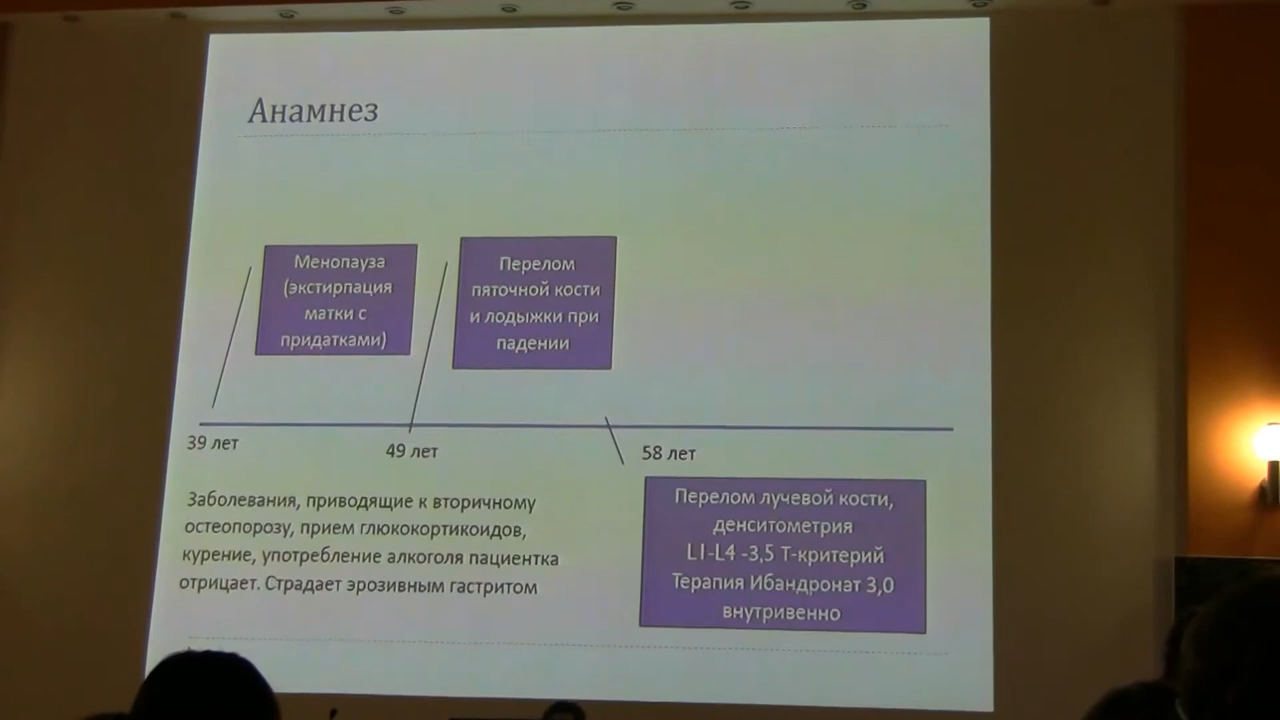 Анамнез
Менопауза
(экстирпация
матки с
придатками)
Перелом
пяточной кости
и лодыжки при
падении
39 лет
49 лет
58 лет
Заболевания, приводящие к вторичному
остеопорозу, прием глюкокортикоидов,
курение, употребление алкоголя пациентка
отрицает. Страдает эрозивным гастритом
Перелом лучевой кости,
денситометрия
L1-L4 -3,5 Т-критерий
Терапия Ибандронат 3,0
внутривенно